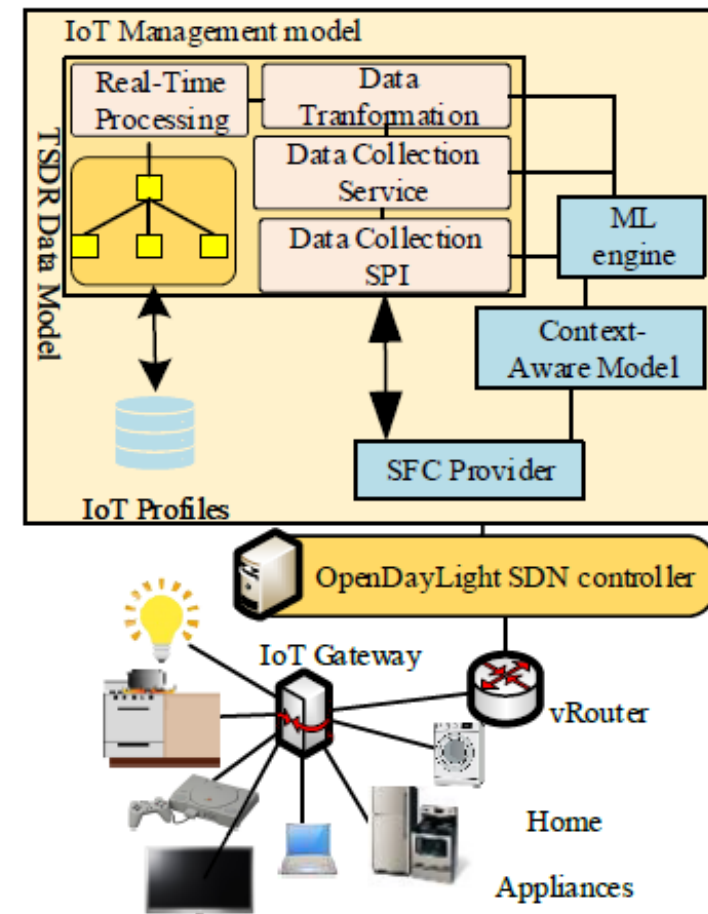 IoT Management model
TSDR Data Model
Real-Time
Processing
Data
Tranformation
Data Collection
Service
Data Collection
SPI
ML
engine
Context-
Aware Model
SFC Provider
IoT Profiles
OpenDayLight SDN controller
IoT Gateway
vRouter
Home
Appliances